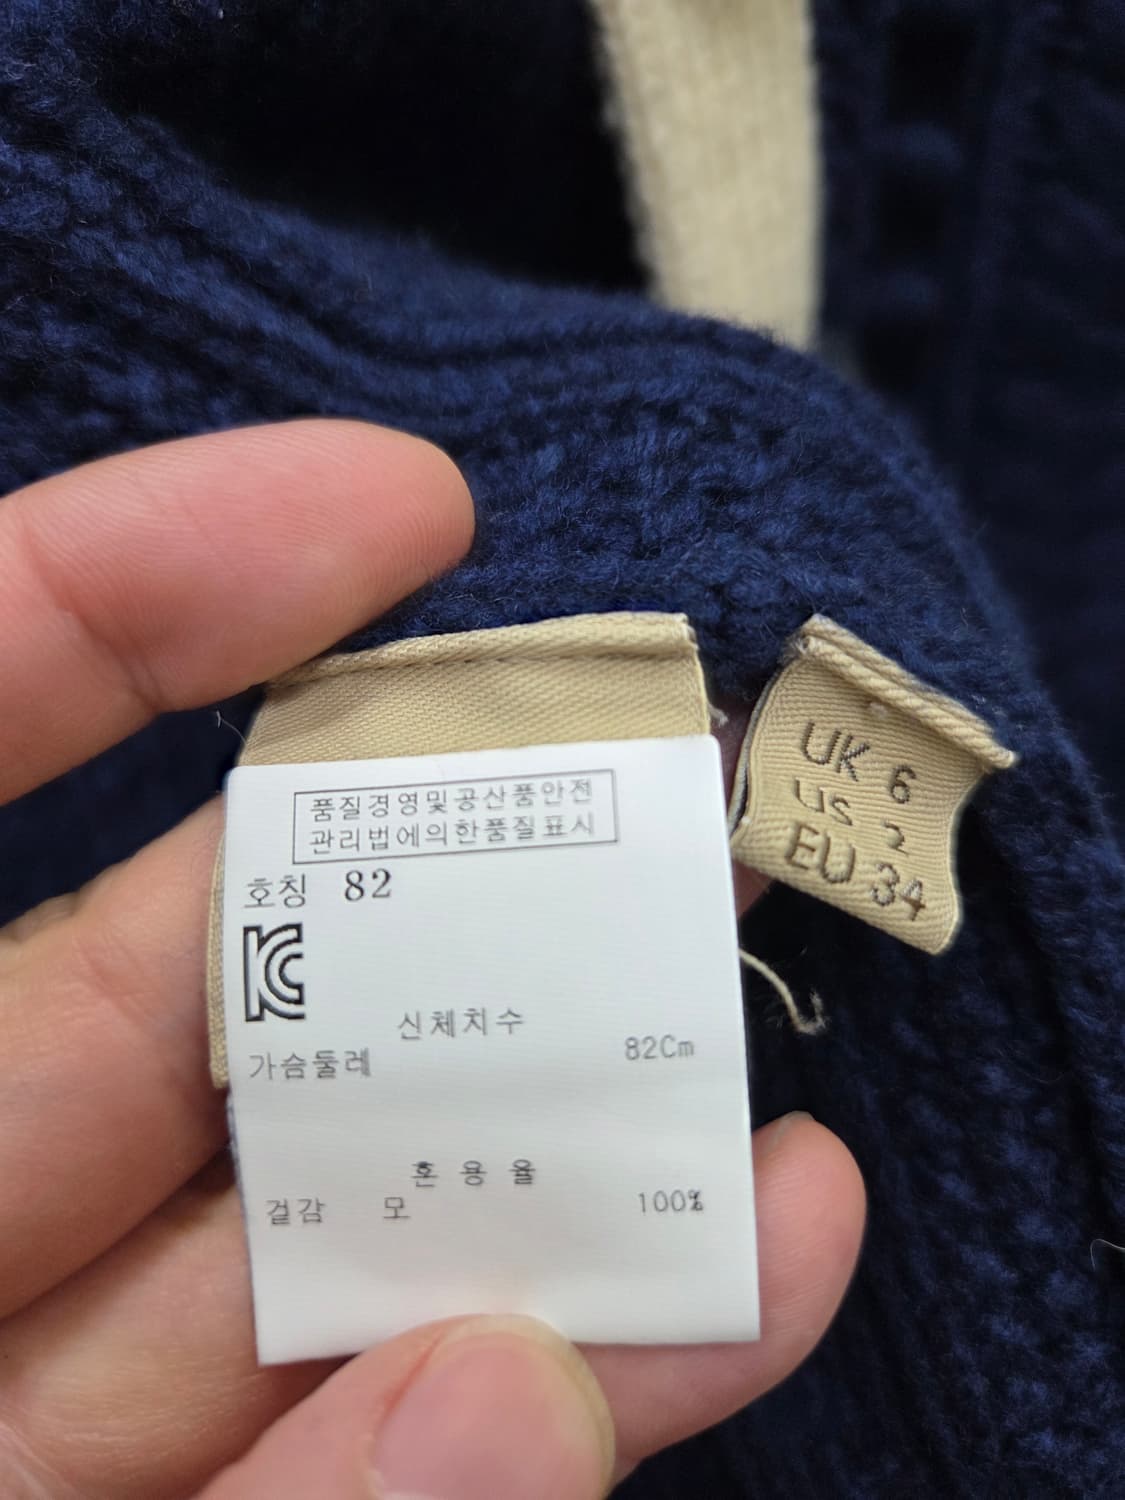 품질경영및공산품안전
관리법에의한품질표시
호칭 82
신체치수
가슴둘레 82Cm
혼용율
겉감 모 100%
UK 6
US 2
EU 34